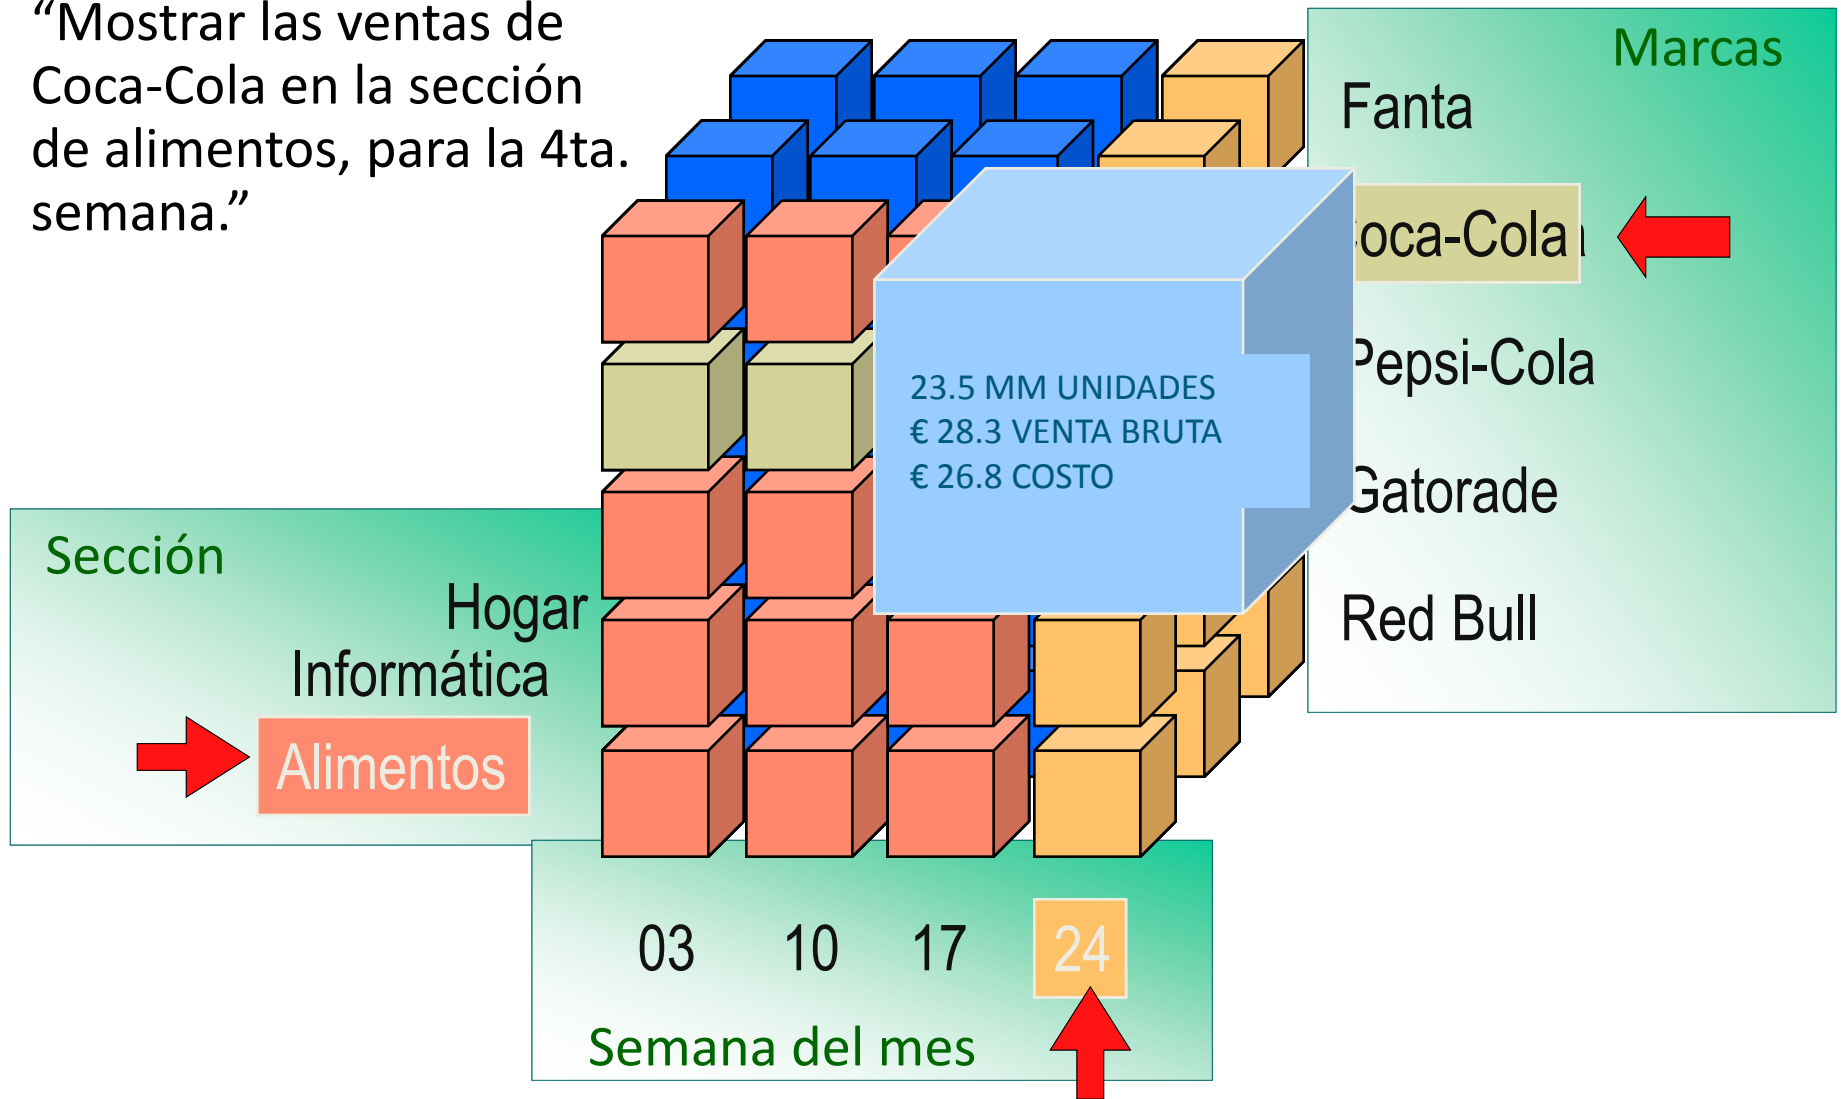 “Mostrar las ventas de
Coca-Cola en la sección
de alimentos, para la 4ta.
semana.”
Marcas
Fanta
Coca-Cola
Pepsi-Cola
Gatorade
Red Bull
23.5 MM UNIDADES
€ 28.3 VENTA BRUTA
€ 26.8 COSTO
Sección
Hogar
Informática
Alimentos
03 10 17 24
Semana del mes